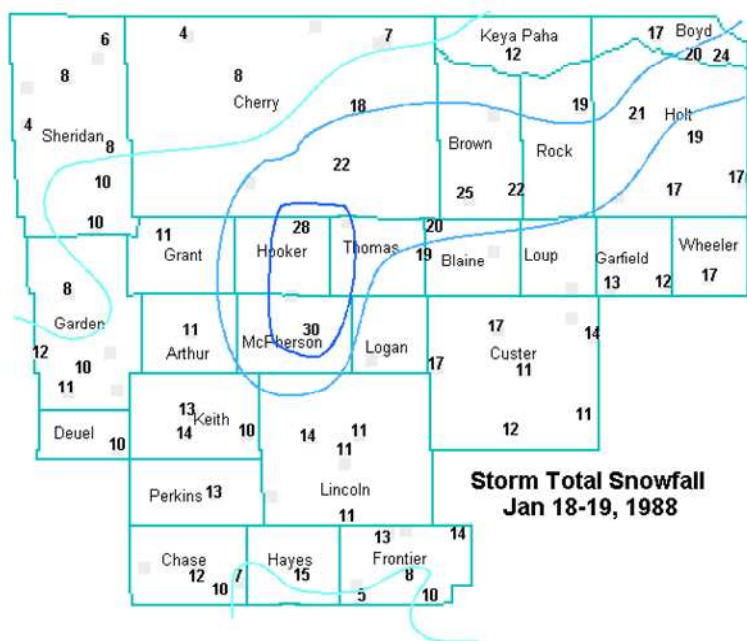 6
4
7
17
Boyd
Keya Paha
12
20
24
8
8
Cherry
18
19
21
Holt
4
Sheridan
8
Brown
Rock
19
22
10
25
22
17
17
10
11
28
20
Grant
Hooker
Thomas
19
Blaine
Loup
Garfield
Wheeler
13
12
17
8
Garden
11
30
17
14
12
Arthur
McPherson
Logan
17
Custer
10
11
11
13
Keith
11
Deuel
10
14
10
14
11
11
12
Perkins
13
Lincoln
Storm Total Snowfall
Jan 18-19, 1988
11
13
14
Chase
Hayes
Frontier
12
7
15
8
10
5
10